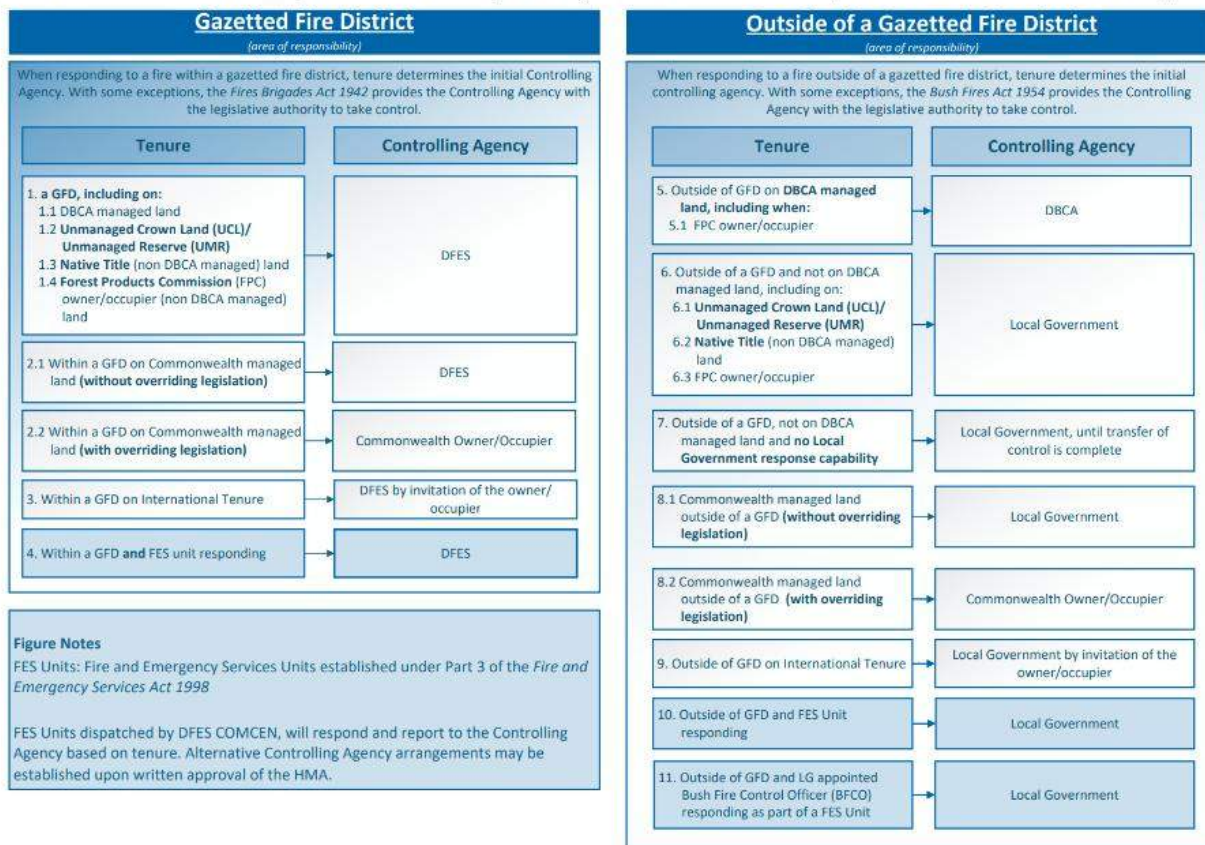 Gazetted Fire District
(area of responsibility)
When responding to a fire within a gazetted fire district, tenure determines the initial Controlling
Agency. With some exceptions, the Fires Brigades Act 1942 provides the Controlling Agency with
the legislative authority to take control.
Tenure
Controlling Agency
1. a GFD, including on:
1.1 DBCA managed land
1.2 Unmanaged Crown Land (UCL)/
Unmanaged Reserve (UMR)
1.3 Native Title (non DBCA managed) land
1.4 Forest Products Commission (FPC)
owner/occupier (non DBCA managed)
land
DFES
2.1 Within a GFD on Commonwealth managed
land (without overriding legislation)
DFES
2.2 Within a GFD on Commonwealth managed
land (with overriding legislation)
Commonwealth Owner/Occupier
3. Within a GFD on International Tenure
DFES by invitation of the owner/
occupier
4. Within a GFD and FES unit responding
DFES
Figure Notes
FES Units: Fire and Emergency Services Units established under Part 3 of the Fire and
Emergency Services Act 1998
FES Units dispatched by DFES COMCEN, will respond and report to the Controlling
Agency based on tenure. Alternative Controlling Agency arrangements may be
established upon written approval of the HMA.
Outside of a Gazetted Fire District
(area of responsibility)
When responding to a fire outside of a gazetted fire district, tenure determines the initial
controlling agency. With some exceptions, the Bush Fires Act 1954 provides the Controlling
Agency with the legislative authority to take control.
Tenure
Controlling Agency
5. Outside of GFD on DBCA managed
land, including when:
5.1 FPC owner/occupier
DBCA
6. Outside of a GFD and not on DBCA
managed land, including on:
6.1 Unmanaged Crown Land (UCL)/
Unmanaged Reserve (UMR)
6.2 Native Title (non DBCA managed)
land
6.3 FPC owner/occupier
Local Government
7. Outside of a GFD, not on DBCA
managed land and no Local
Government response capability
Local Government, until transfer of
control is complete
8.1 Commonwealth managed land
outside of a GFD (without overriding
legislation)
Local Government
8.2 Commonwealth managed land
outside of a GFD (with overriding
legislation)
Commonwealth Owner/Occupier
9. Outside of GFD on International Tenure
Local Government by invitation of the
owner/occupier
10. Outside of GFD and FES Unit
responding
Local Government
11. Outside of GFD and LG appointed
Bush Fire Control Officer (BFCO)
responding as part of a FES Unit
Local Government